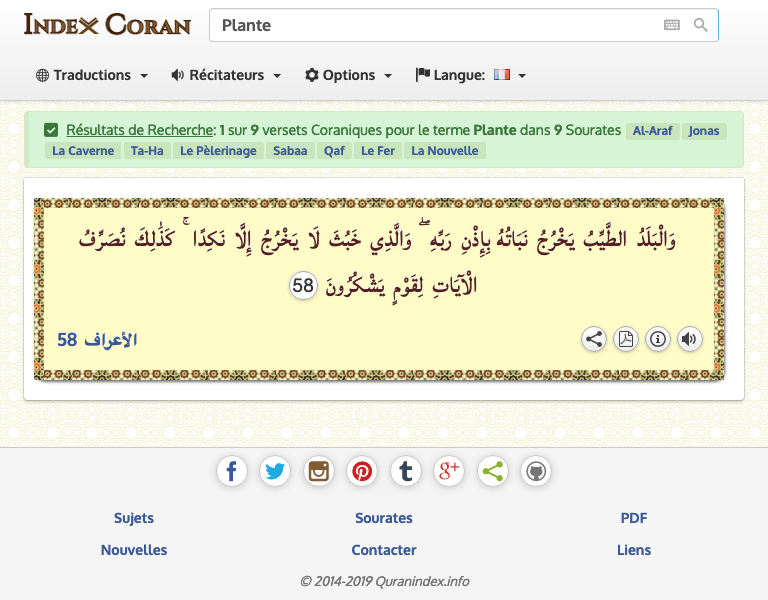 Index Coran
Plante
Traductions
Récitateurs
Options
Langue:
Résultats de Recherche: 1 sur 9 versets Coraniques pour le terme Plante dans 9 Sourates Al-Araf Jonas
La Caverne Ta-Ha Le Pèlerinage Sabaa Qaf Le Fer La Nouvelle
وَالْبَلَدُ الطَّيِّبُ يَخْرُجُ نَبَاتُهُ بِإِذْنِ رَبِّهِ ۖ وَالَّذِي خَبُثَ لَا يَخْرُجُ إِلَّا نَكِدًا ۚ كَذَٰلِكَ نُصَرِّفُ
الْآيَاتِ لِقَوْمٍ يَشْكُرُونَ 58
الأعراف 58
Sujets
Sourates
PDF
Nouvelles
Contacter
Liens
© 2014-2019 Quranindex.info